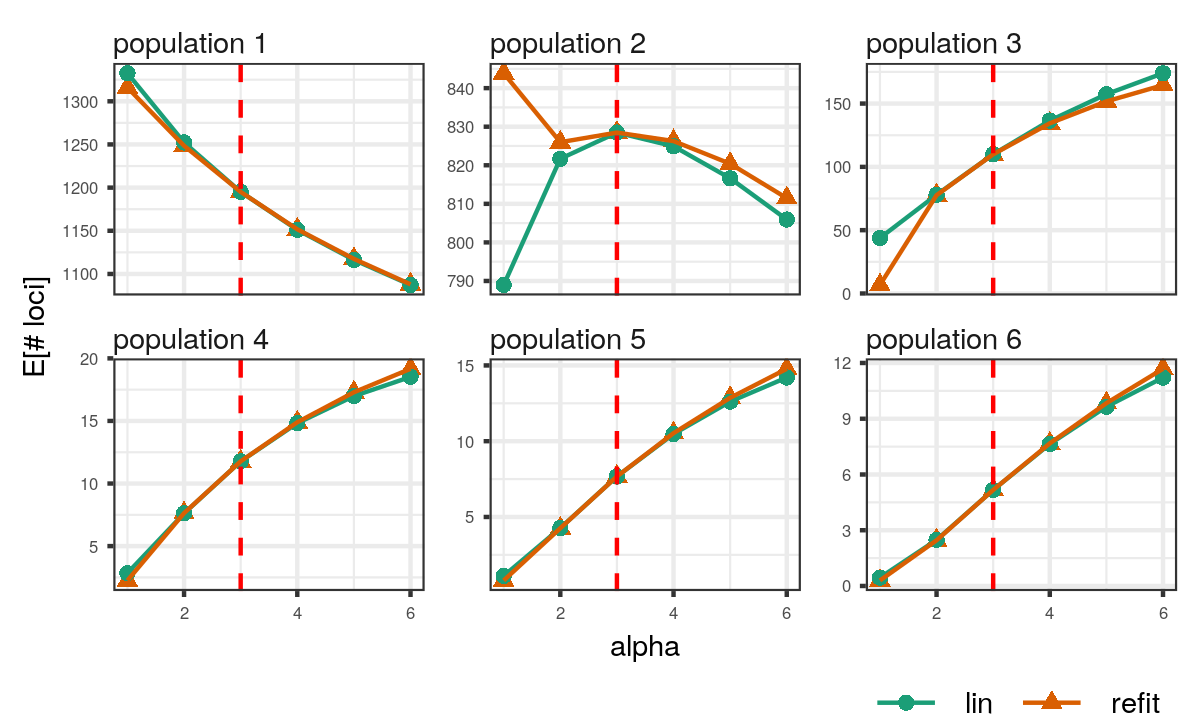 population 1
population 2
population 3
1300
1250
1200
1150
1100
840
830
820
810
800
790
150
100
50
0
E[# loci]
population 4
population 5
population 6
20
15
10
5
15
10
5
12
9
6
3
0
2 4 6
2 4 6
2 4 6
alpha
lin refit